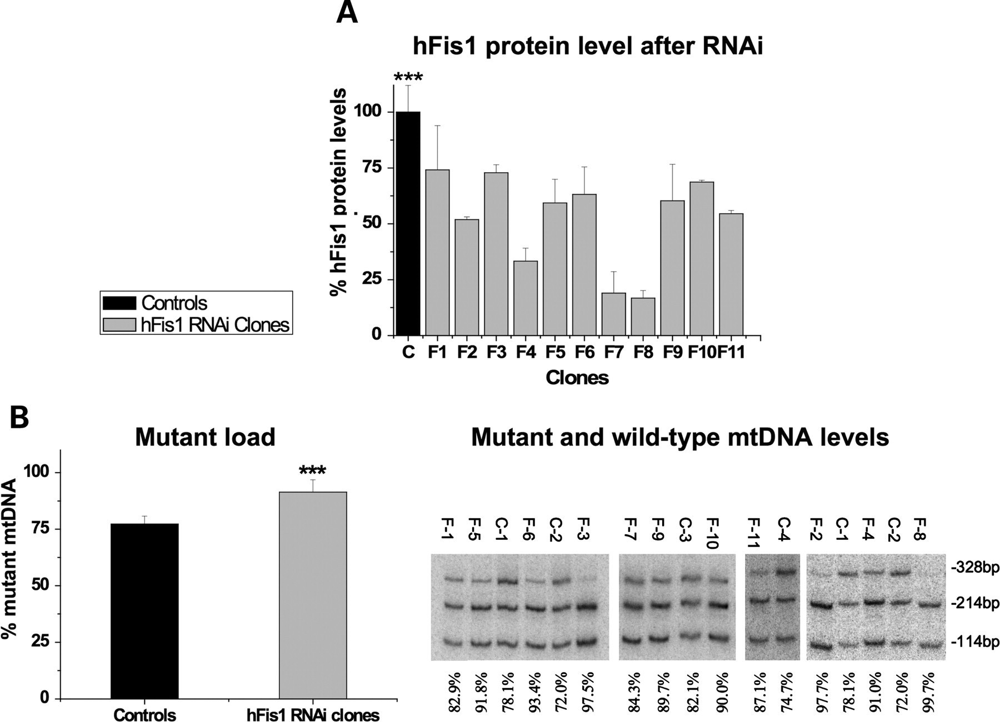 A
hFis1 protein level after RNAi
***
% hFis1 protein levels
100
75
50
25
0
C F1 F2 F3 F4 F5 F6 F7 F8 F9 F10 F11
Clones
Controls
hFis1 RNAi Clones
B
Mutant load
***
% mutant mtDNA
100
75
50
25
0
Controls hFis1 RNAi clones
Mutant and wild-type mtDNA levels
F-1 F-5 C-1 F-6 C-2 F-3 F-7 F-9 C-3 F-10 F-11 C-4 F-2 C-1 F-4 C-2 F-8
-328bp
-214bp
-114bp
82.9% 91.8% 78.1% 93.4% 72.0% 97.5% 84.3% 89.7% 82.1% 90.0% 87.1% 74.7% 97.7% 78.1% 91.0% 72.0% 99.7%